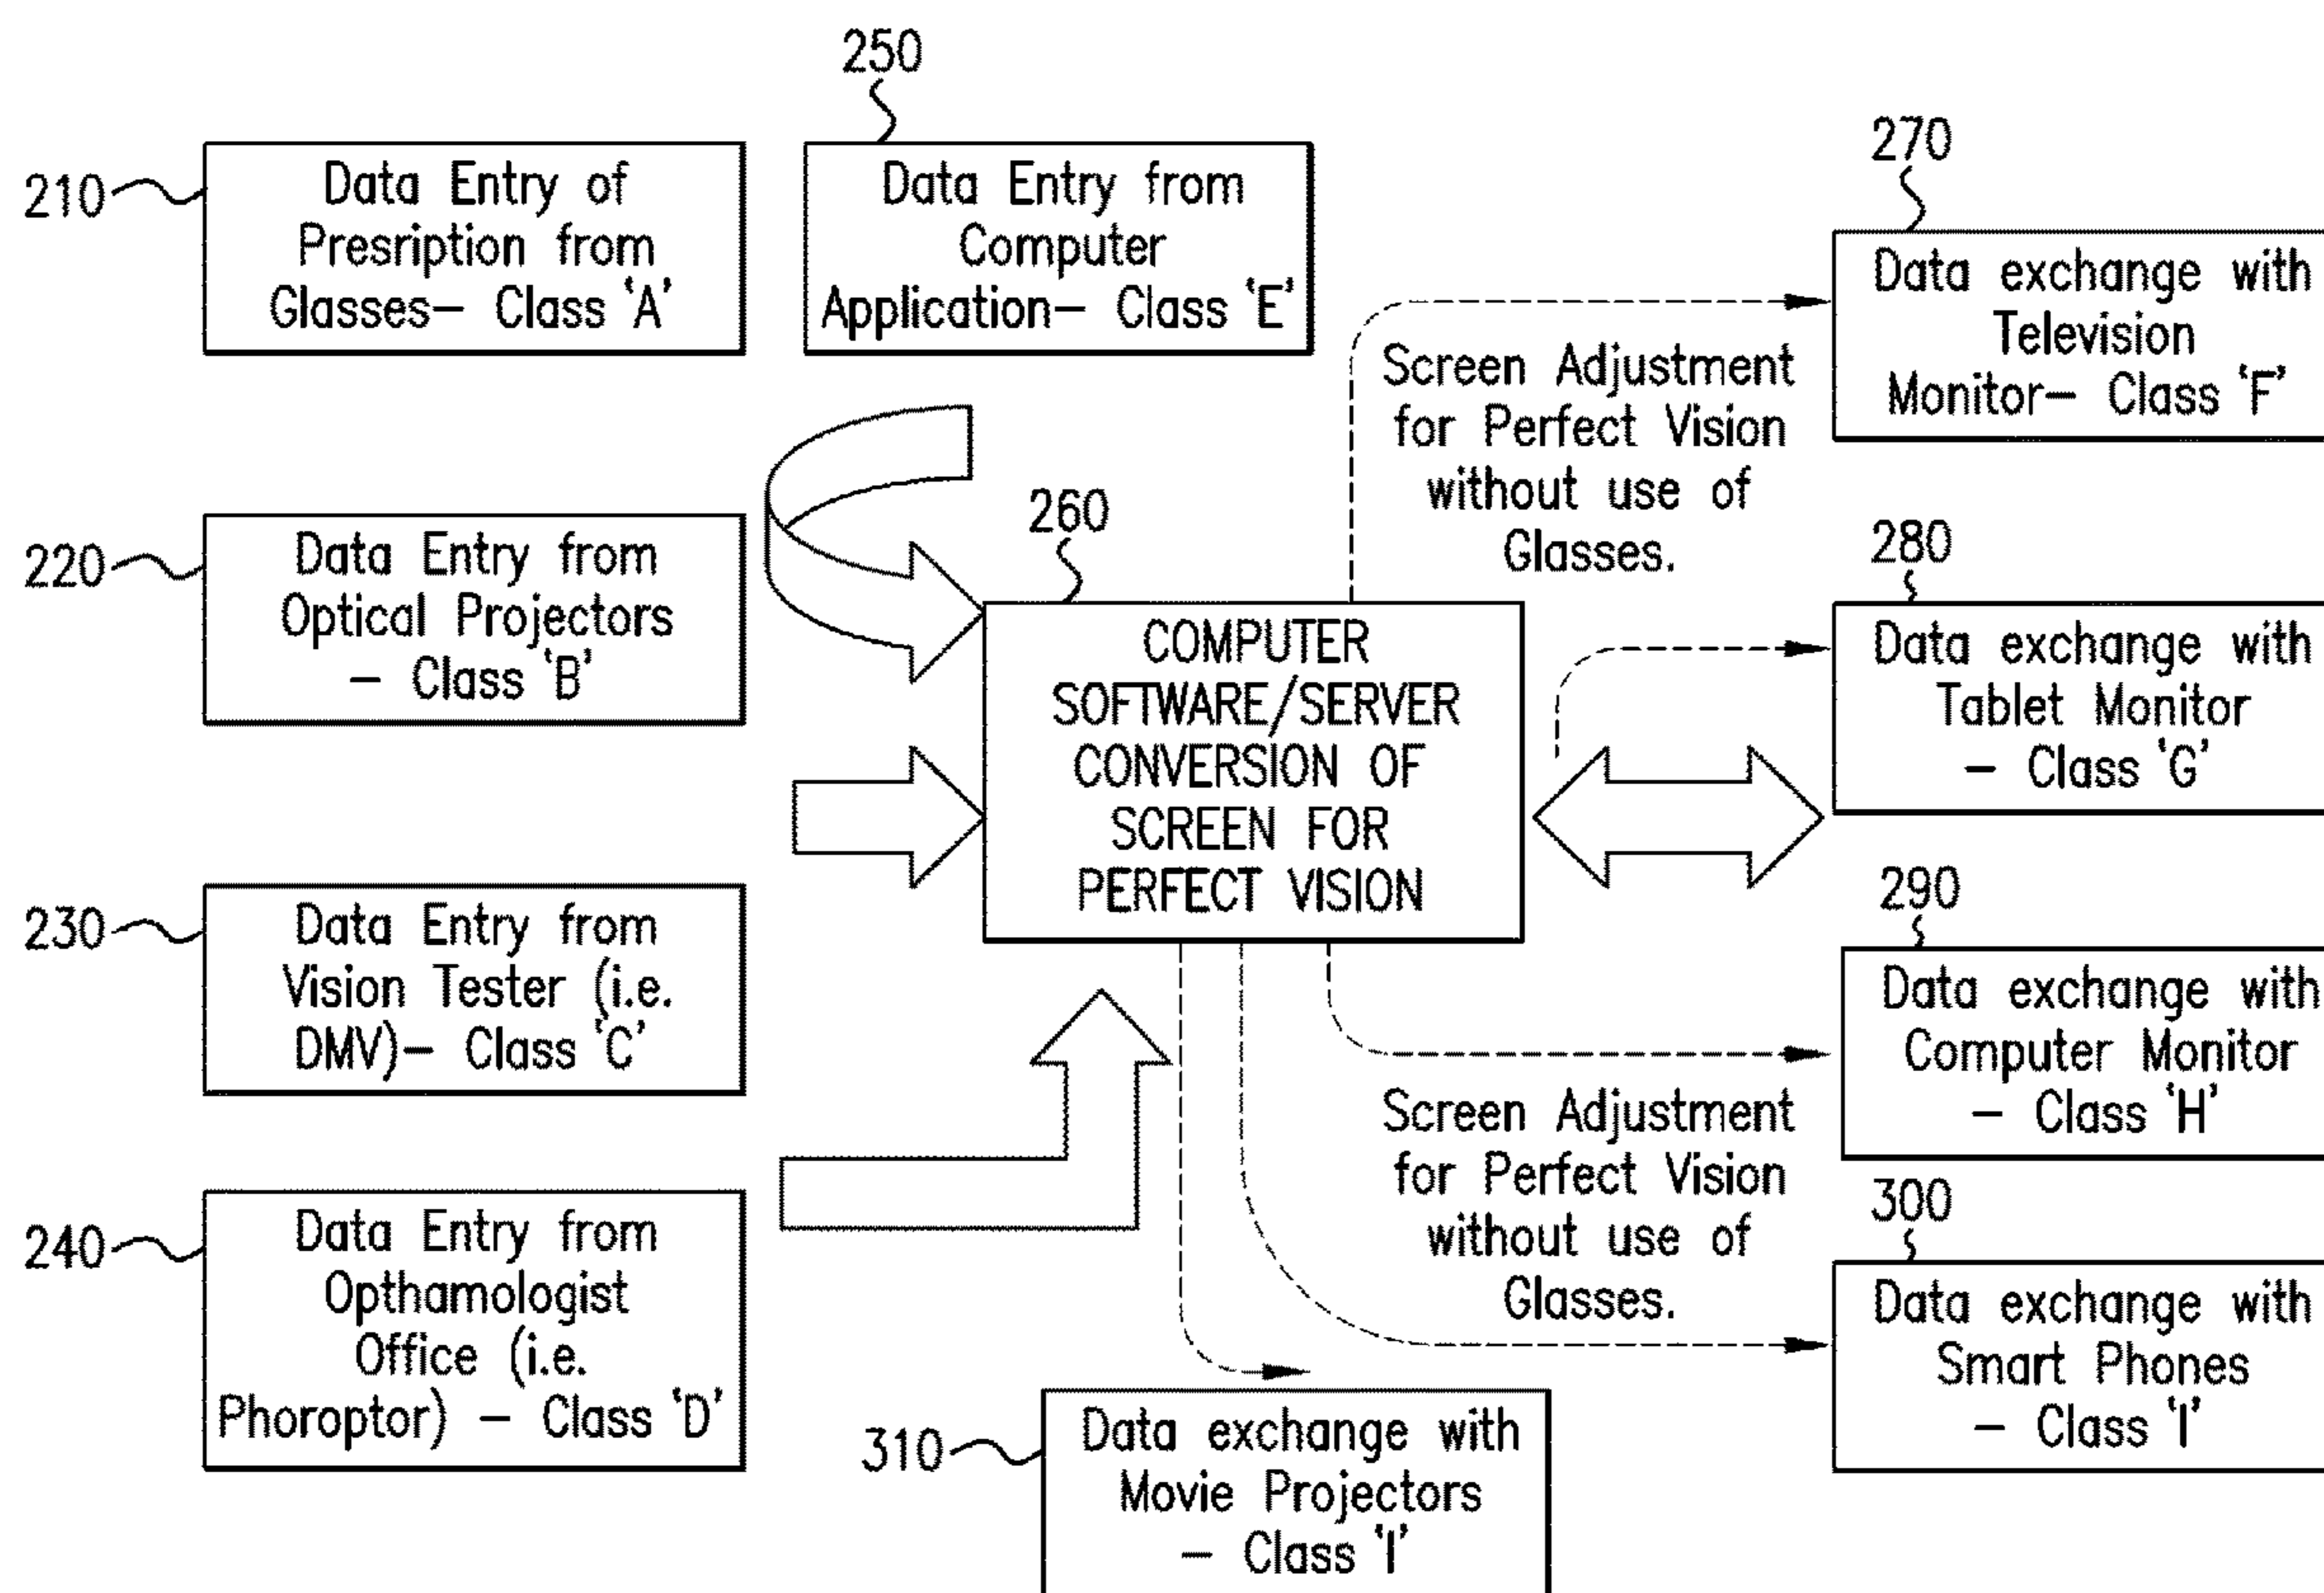 250
210
Data Entry of
Presription from
Glasses– Class 'A'
Data Entry from
Computer
Application– Class 'E'
270
Data exchange with
Television
Monitor– Class 'F'
Screen Adjustment
for Perfect Vision
without use of
Glasses.
220
Data Entry from
Optical Projectors
– Class 'B'
260
COMPUTER
SOFTWARE/SERVER
CONVERSION OF
SCREEN FOR
PERFECT VISION
280
Data exchange with
Tablet Monitor
– Class 'G'
230
Data Entry from
Vision Tester (i.e.
DMV)– Class 'C'
290
Data exchange with
Computer Monitor
– Class 'H'
Screen Adjustment
for Perfect Vision
without use of
Glasses.
240
Data Entry from
Opthamologist
Office (i.e.
Phoroptor) – Class 'D'
300
Data exchange with
Smart Phones
– Class 'I'
310
Data exchange with
Movie Projectors
– Class 'I'